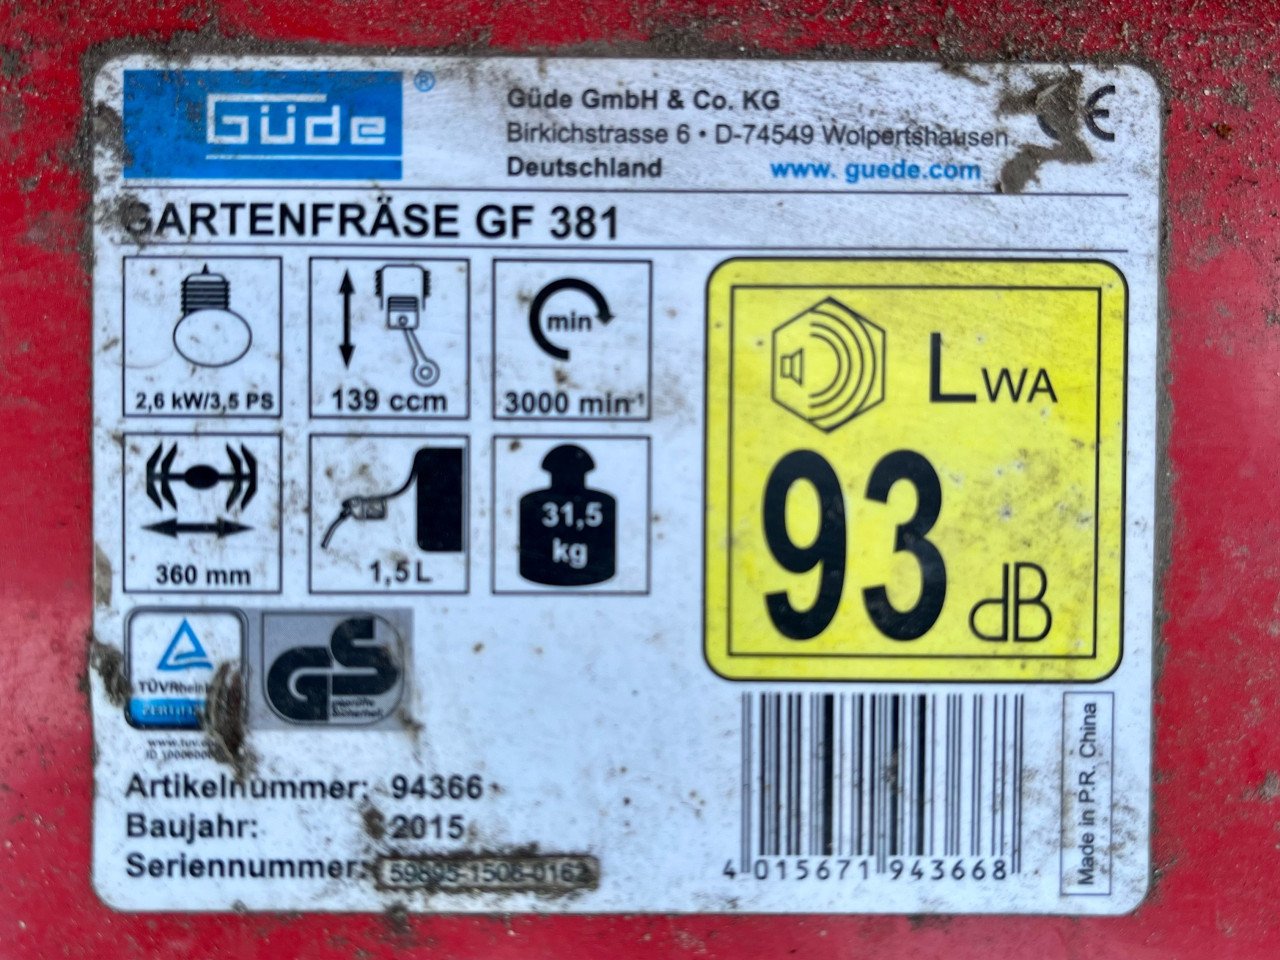 Güde ®
Güde GmbH & Co. KG
Birkichstrasse 6 • D-74549 Wolpertshausen
Deutschland
www. guede.com
CE
GARTENFRÄSE GF 381
2,6 kW/3,5 PS
139 ccm
min
3000 min⁻¹
360 mm
1,5 L
31,5
kg
LWA
93
dB
GS
geprüfte
Sicherheit
Artikelnummer: 94366
Baujahr: 2015
Seriennummer:
4 015671 943668
Made in P.R. China